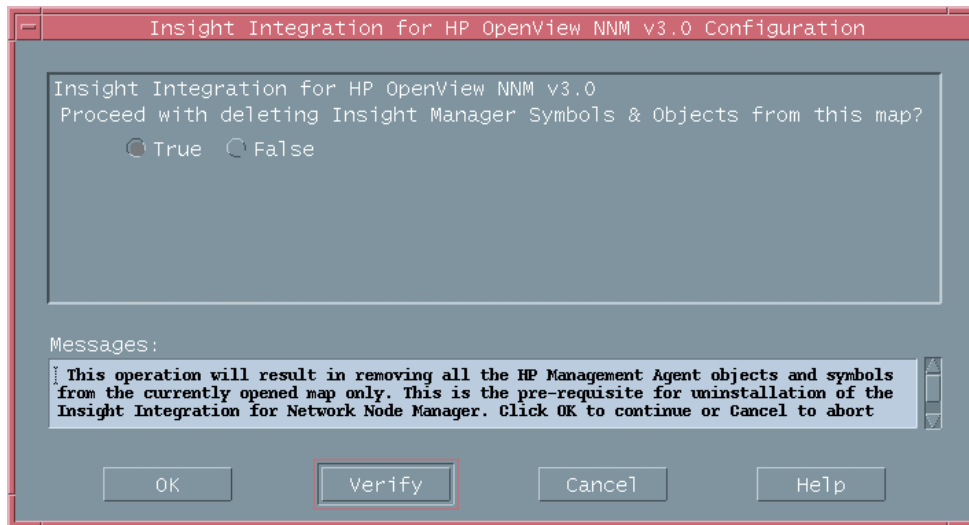 Insight Integration for HP OpenView NNM v3.0 Configuration
Insight Integration for HP OpenView NNM v3.0
Proceed with deleting Insight Manager Symbols & Objects from this map?
True False
Messages:
This operation will result in removing all the HP Management Agent objects and symbols
from the currently opened map only. This is the pre-requisite for uninstallation of the
Insight Integration for Network Node Manager. Click OK to continue or Cancel to abort
OK Verify Cancel Help